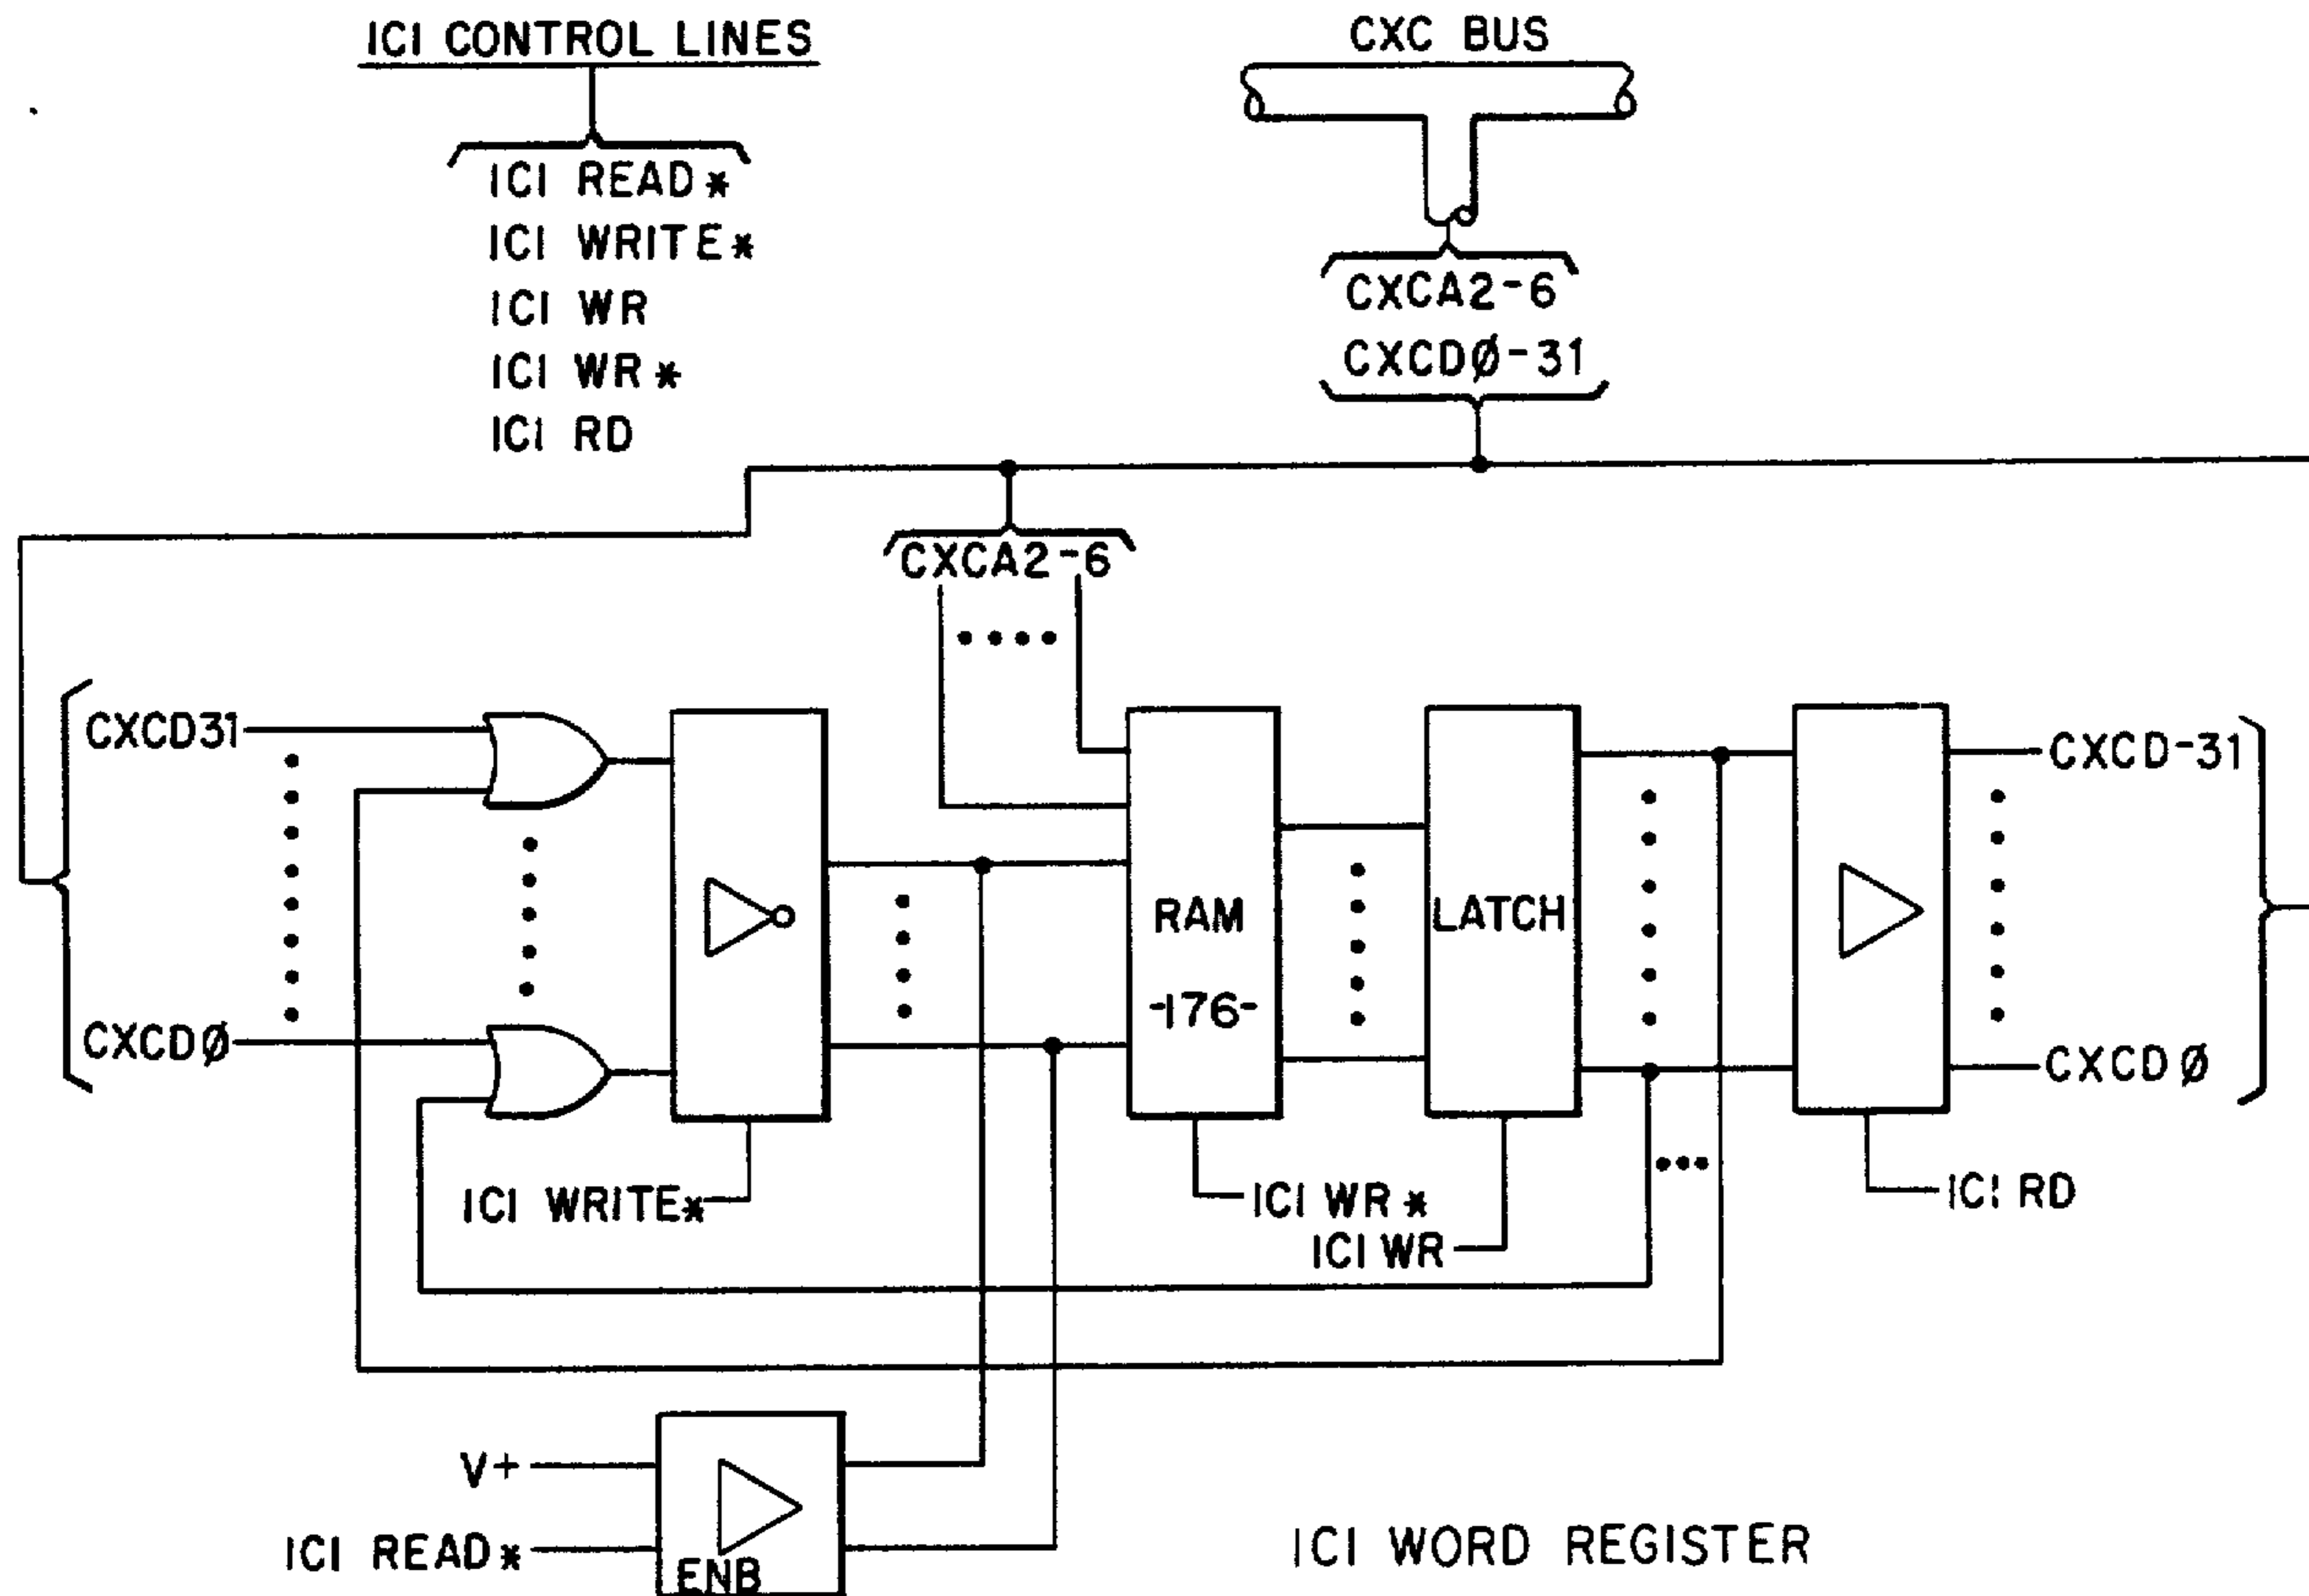 ICI CONTROL LINES
ICI READ*
ICI WRITE*
ICI WR
ICI WR*
ICI RD
CXC BUS
CXCA2-6
CXCDØ-31
CXCA2-6
CXCD31
CXCDØ
ICI WRITE*
RAM
-176-
ICI WR*
LATCH
ICI WR
CXCD-31
CXCDØ
ICI RD
V+
ICI READ*
ENB
ICI WORD REGISTER